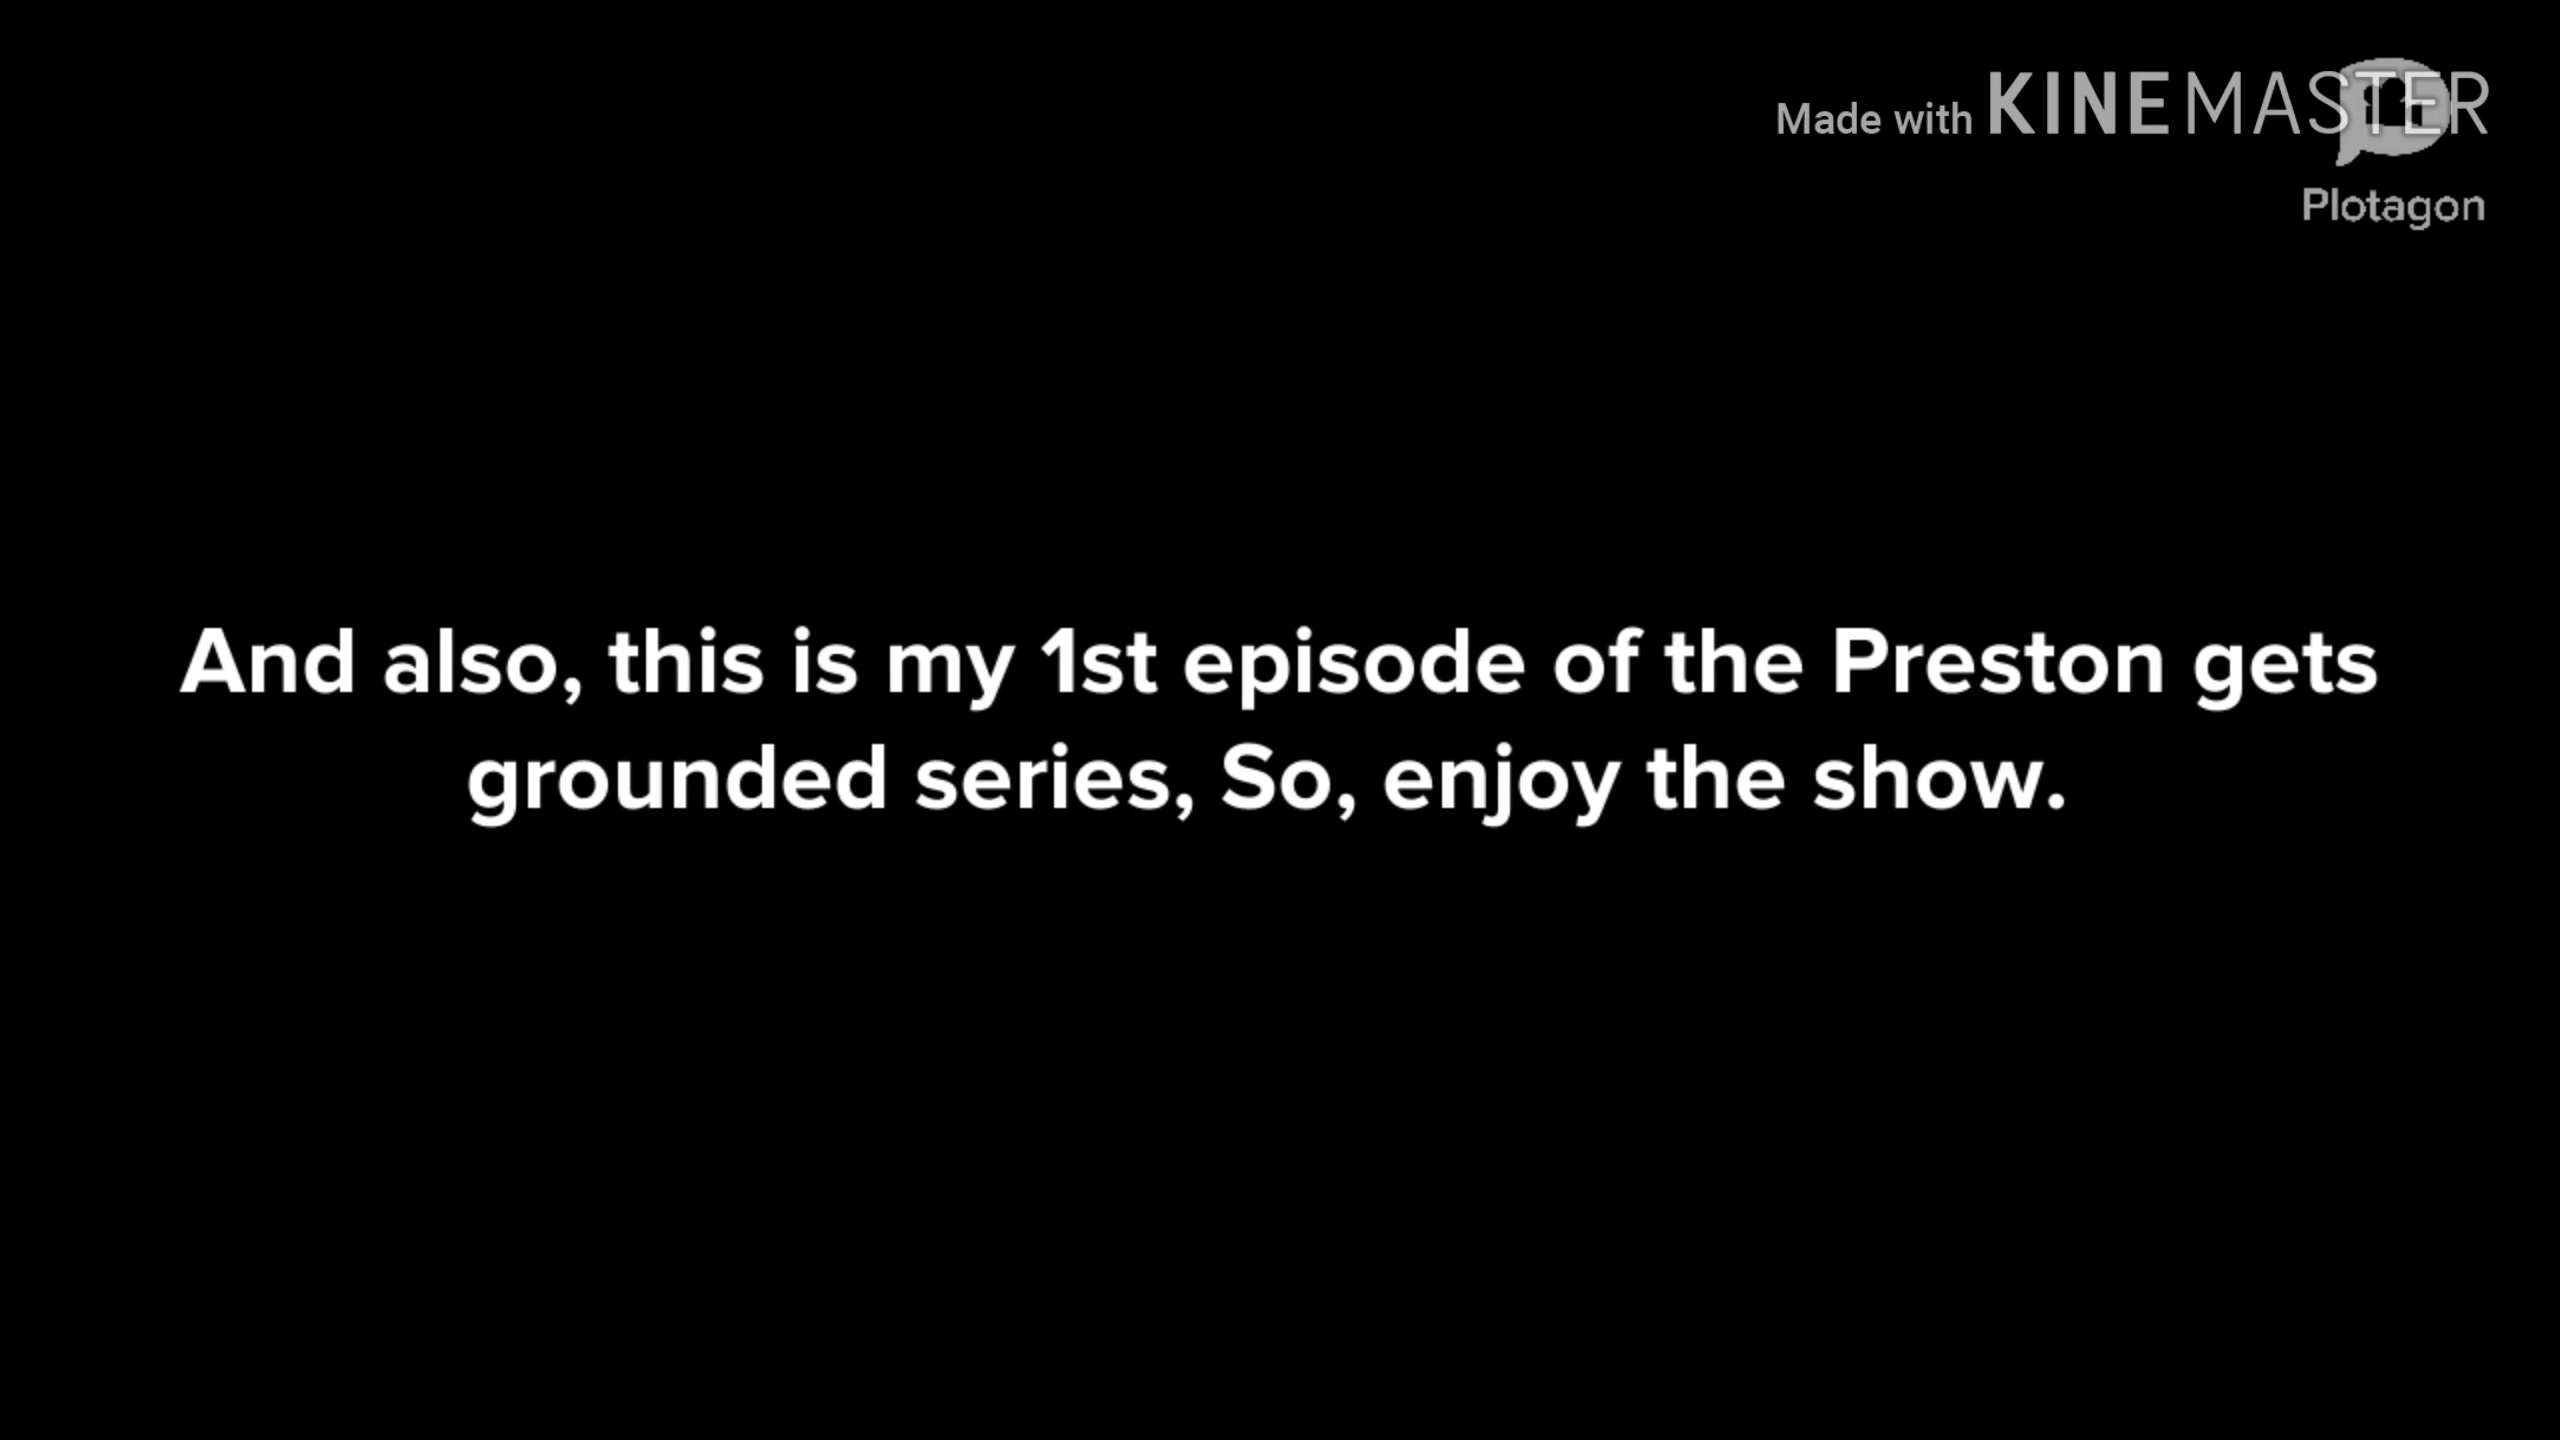 Made with KINEMASTER
Plotagon
And also, this is my 1st episode of the Preston gets
grounded series, So, enjoy the show.